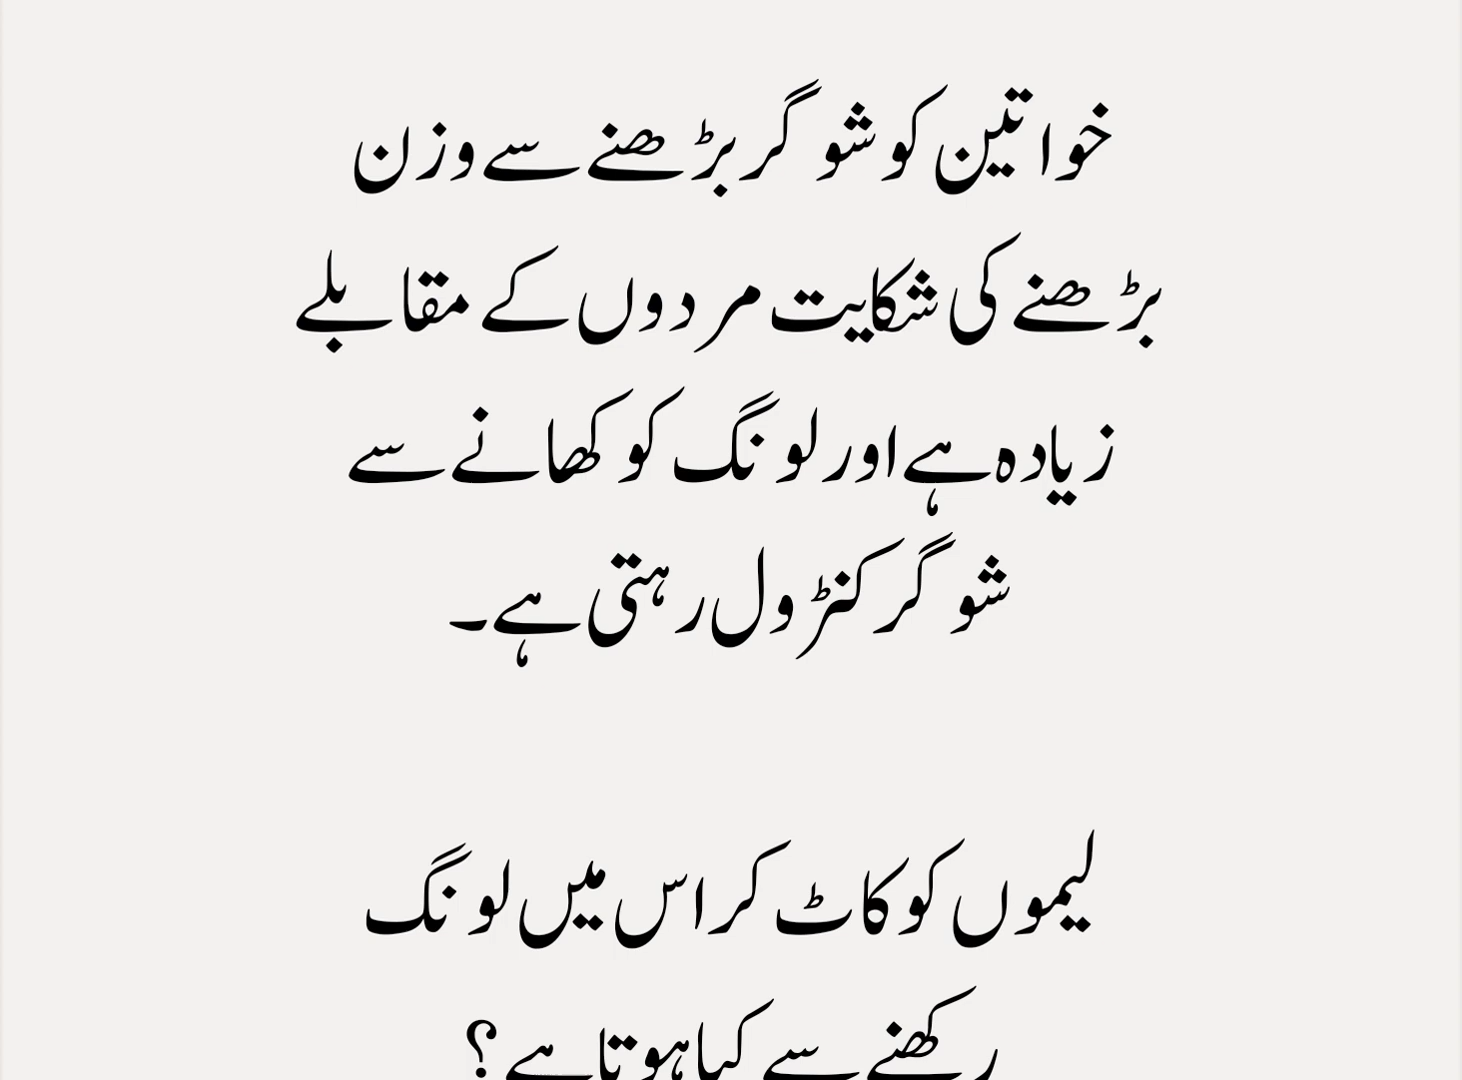 خواتین کو شوگر بڑھنے سے وزن
بڑھنے کی شکایت مردوں کے مقابلے
زیادہ ہے اور لونگ کو کھانے سے
شوگر کنڑول رہتی ہے۔
لیموں کو کاٹ کر اس میں لونگ
رکھنے سے کیا ہوتا ہے؟